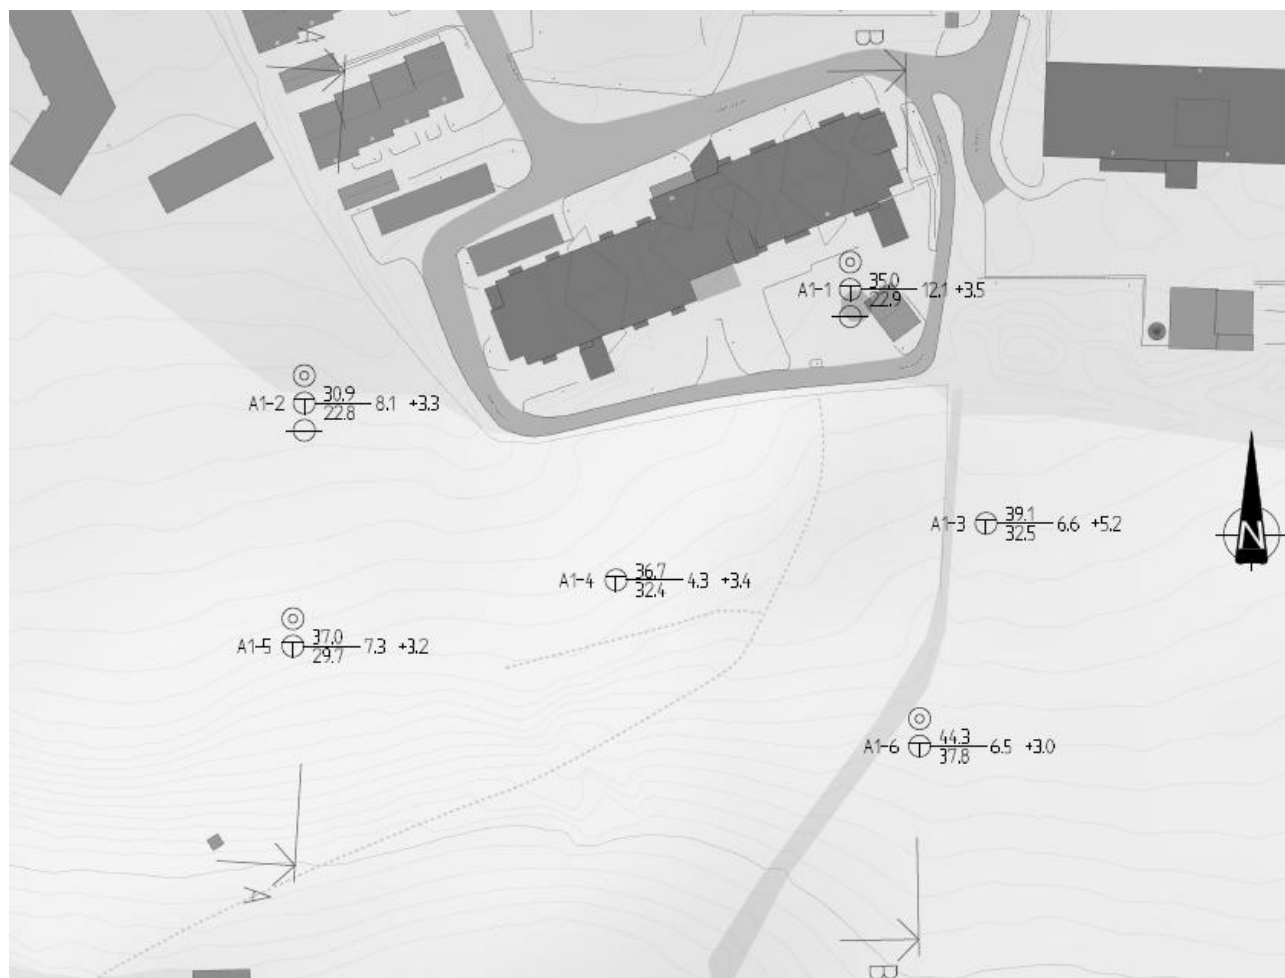 A
B
A1-1 35.0 12.1 +3.5
22.9
A1-2 30.9 8.1 +3.3
22.8
A1-3 39.1 6.6 +5.2
32.5
N
A1-4 36.7 4.3 +3.4
32.4
A1-5 37.0 7.3 +3.2
29.7
A1-6 44.3 6.5 +3.0
37.8
A
B